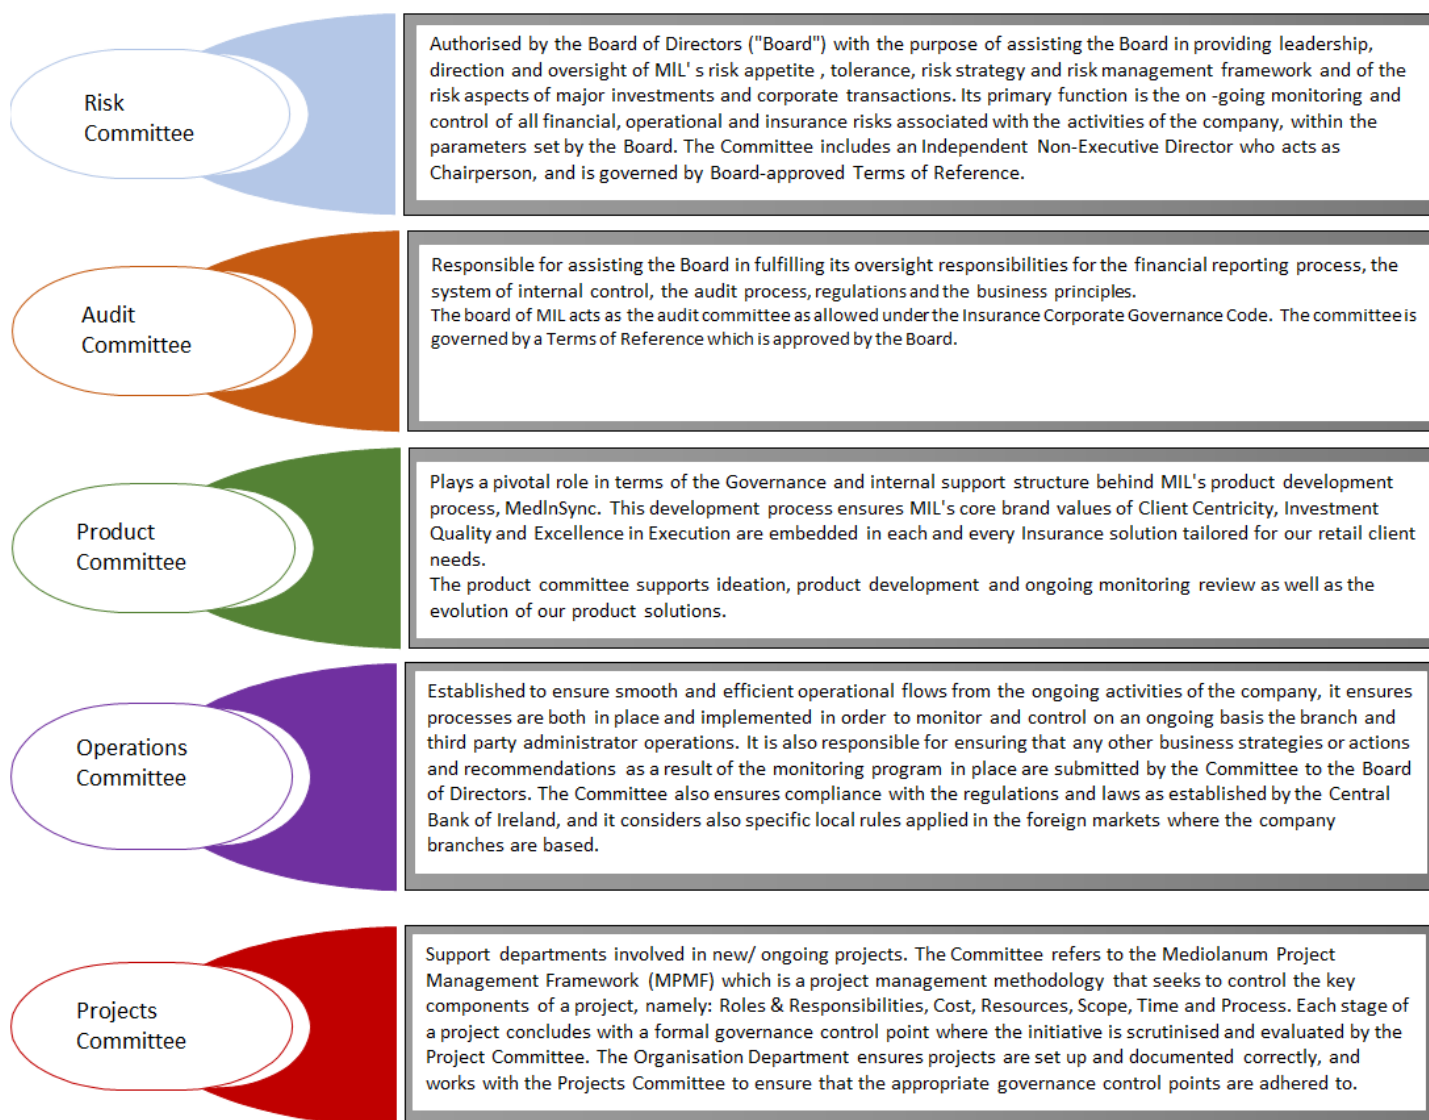 Risk
Committee
Authorised by the Board of Directors ("Board") with the purpose of assisting the Board in providing leadership,
direction and oversight of MIL' s risk appetite , tolerance, risk strategy and risk management framework and of the
risk aspects of major investments and corporate transactions. Its primary function is the on -going monitoring and
control of all financial, operational and insurance risks associated with the activities of the company, within the
parameters set by the Board. The Committee includes an Independent Non-Executive Director who acts as
Chairperson, and is governed by Board-approved Terms of Reference.
Audit
Committee
Responsible for assisting the Board in fulfilling its oversight responsibilities for the financial reporting process, the
system of internal control, the audit process, regulations and the business principles.
The board of MIL acts as the audit committee as allowed under the Insurance Corporate Governance Code. The committee is
governed by a Terms of Reference which is approved by the Board.
Product
Committee
Plays a pivotal role in terms of the Governance and internal support structure behind MIL's product development
process, MedInSync. This development process ensures MIL's core brand values of Client Centricity, Investment
Quality and Excellence in Execution are embedded in each and every Insurance solution tailored for our retail client
needs.
The product committee supports ideation, product development and ongoing monitoring review as well as the
evolution of our product solutions.
Operations
Committee
Established to ensure smooth and efficient operational flows from the ongoing activities of the company, it ensures
processes are both in place and implemented in order to monitor and control on an ongoing basis the branch and
third party administrator operations. It is also responsible for ensuring that any other business strategies or actions
and recommendations as a result of the monitoring program in place are submitted by the Committee to the Board
of Directors. The Committee also ensures compliance with the regulations and laws as established by the Central
Bank of Ireland, and it considers also specific local rules applied in the foreign markets where the company
branches are based.
Projects
Committee
Support departments involved in new/ ongoing projects. The Committee refers to the Mediolanum Project
Management Framework (MPMF) which is a project management methodology that seeks to control the key
components of a project, namely: Roles & Responsibilities, Cost, Resources, Scope, Time and Process. Each stage of
a project concludes with a formal governance control point where the initiative is scrutinised and evaluated by the
Project Committee. The Organisation Department ensures projects are set up and documented correctly, and
works with the Projects Committee to ensure that the appropriate governance control points are adhered to.